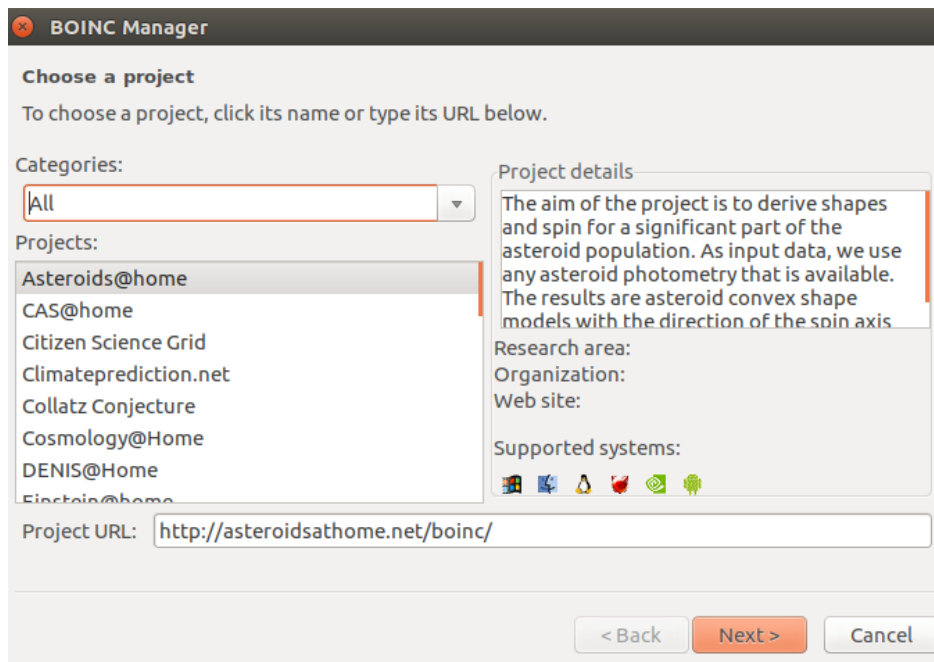 BOINC Manager
Choose a project
To choose a project, click its name or type its URL below.
Categories:
All
Projects:
Asteroids@home
CAS@home
Citizen Science Grid
Climateprediction.net
Collatz Conjecture
Cosmology@Home
DENIS@Home
Einstein@home
Project details
The aim of the project is to derive shapes
and spin for a significant part of the
asteroid population. As input data, we use
any asteroid photometry that is available.
The results are asteroid convex shape
models with the direction of the spin axis
Research area:
Organization:
Web site:
Supported systems:
Project URL: http://asteroidsathome.net/boinc/
< Back Next > Cancel